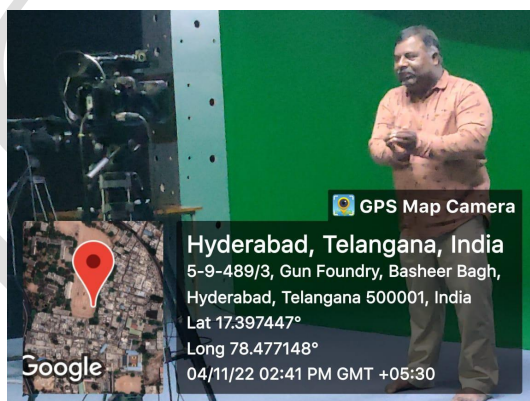 GPS Map Camera
Hyderabad, Telangana, India
5-9-489/3, Gun Foundry, Basheer Bagh,
Hyderabad, Telangana 500001, India
Lat 17.397447°
Long 78.477148°
04/11/22 02:41 PM GMT +05:30
Google